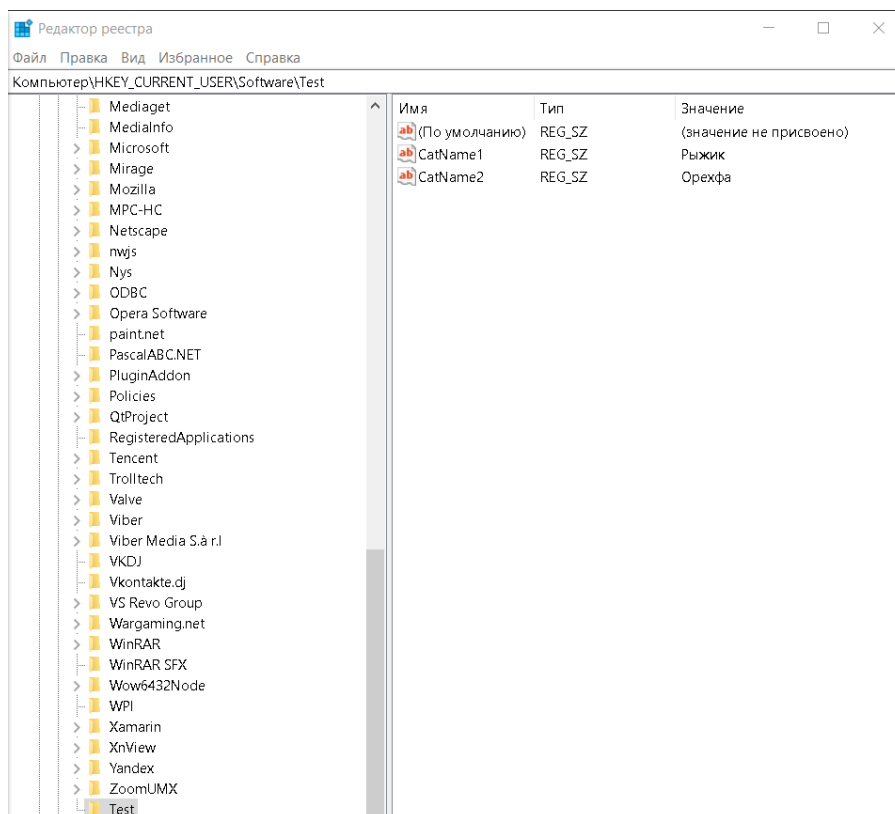 Редактор реестра
Файл Правка Вид Избранное Справка
Компьютер\HKEY_CURRENT_USER\Software\Test
Mediaget
MediaInfo
Microsoft
Mirage
Mozilla
MPC-HC
Netscape
nwjs
Nys
ODBC
Opera Software
paint.net
PascalABC.NET
PluginAddon
Policies
QtProject
RegisteredApplications
Tencent
Trolltech
Valve
Viber
Viber Media S.à r.l
VKDJ
Vkontakte.dj
VS Revo Group
Wargaming.net
WinRAR
WinRAR SFX
Wow6432Node
WPI
Xamarin
XnView
Yandex
ZoomUMX
Test
Имя Тип Значение
ab (По умолчанию) REG_SZ (значение не присвоено)
ab CatName1 REG_SZ Рыжик
ab CatName2 REG_SZ Орехфа